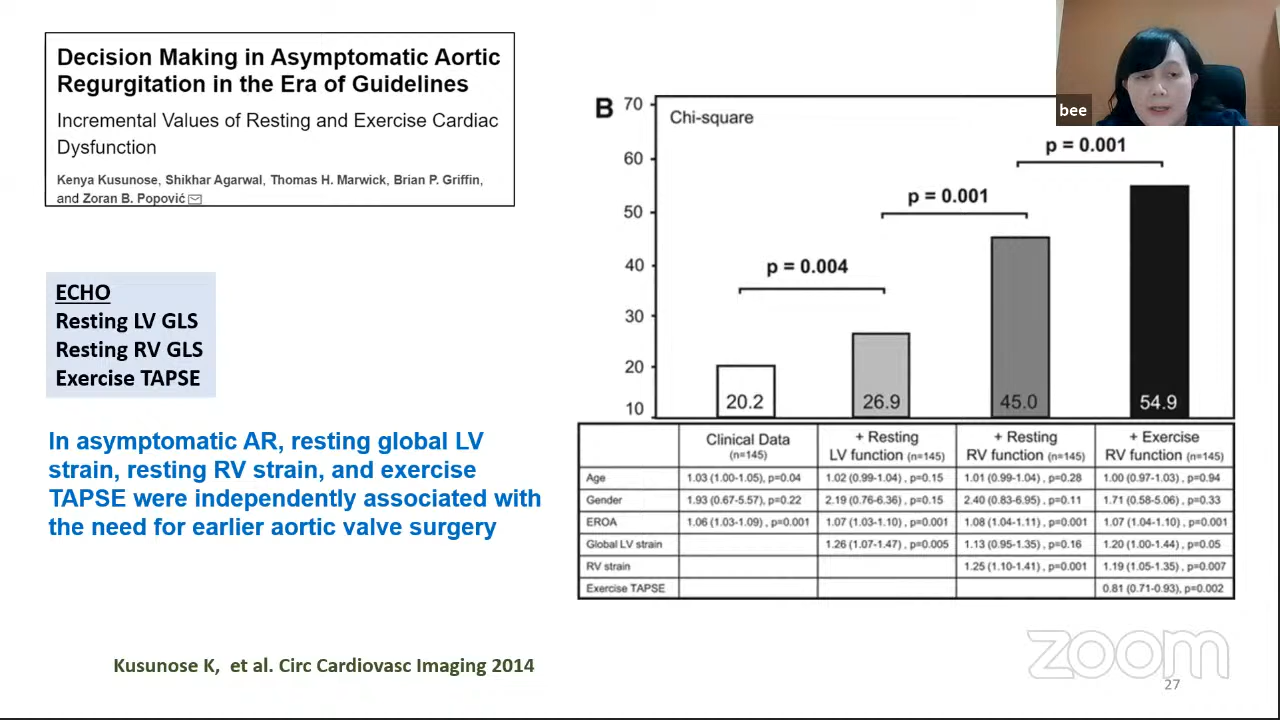 Decision Making in Asymptomatic Aortic
Regurgitation in the Era of Guidelines
Incremental Values of Resting and Exercise Cardiac
Dysfunction
Kenya Kusunose, Shikhar Agarwal, Thomas H. Marwick, Brian P. Griffin,
and Zoran B. Popović
ECHO
Resting LV GLS
Resting RV GLS
Exercise TAPSE
In asymptomatic AR, resting global LV
strain, resting RV strain, and exercise
TAPSE were independently associated with
the need for earlier aortic valve surgery
Kusunose K,  et al. Circ Cardiovasc Imaging 2014
bee
B
Chi-square
70
60
50
40
30
20
10
p = 0.004
p = 0.001
p = 0.001
20.2 26.9 45.0 54.9
Clinical Data + Resting + Resting + Exercise
(n=145) LV function (n=145) RV function (n=145) RV function (n=145)
Age 1.03 (1.00-1.05), p=0.04 1.02 (0.99-1.04) , p=0.15 1.01 (0.99-1.04) , p=0.28 1.00 (0.97-1.03) , p=0.94
Gender 1.93 (0.67-5.57), p=0.22 2.19 (0.76-6.36) , p=0.15 2.40 (0.83-6.95) , p=0.11 1.71 (0.58-5.06) , p=0.33
EROA 1.06 (1.03-1.09) , p=0.001 1.07 (1.03-1.10) , p=0.001 1.08 (1.04-1.11) , p=0.001 1.07 (1.04-1.10) , p=0.001
Global LV strain 1.26 (1.07-1.47) , p=0.005 1.13 (0.95-1.35) , p=0.16 1.20 (1.00-1.44) , p=0.05
RV strain 1.25 (1.10-1.41) , p=0.001 1.19 (1.05-1.35) , p=0.007
Exercise TAPSE 0.81 (0.71-0.93), p=0.002
zoom
27